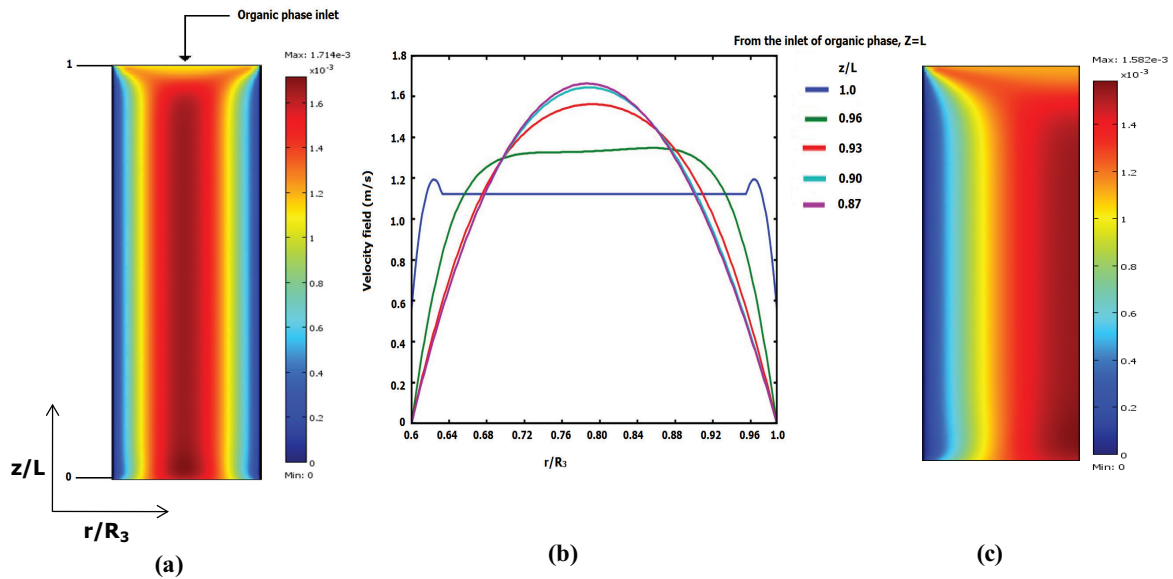 Organic phase inlet
Max: 1.714e-3
×10⁻³
1
1.6
1.4
1.2
1
0.8
0.6
0.4
0.2
0
Min: 0
0
z/L
r/R₃
(a)
From the inlet of organic phase, Z=L
z/L
1.0
0.96
0.93
0.90
0.87
Velocity field (m/s)
1.8
1.6
1.4
1.2
1.0
0.8
0.6
0.4
0.2
0
0.6 0.64 0.68 0.72 0.76 0.80 0.84 0.88 0.92 0.96 1.0
r/R₃
(b)
Max: 1.582e-3
×10⁻³
1.4
1.2
1
0.8
0.6
0.4
0.2
0
Min: 0
(c)